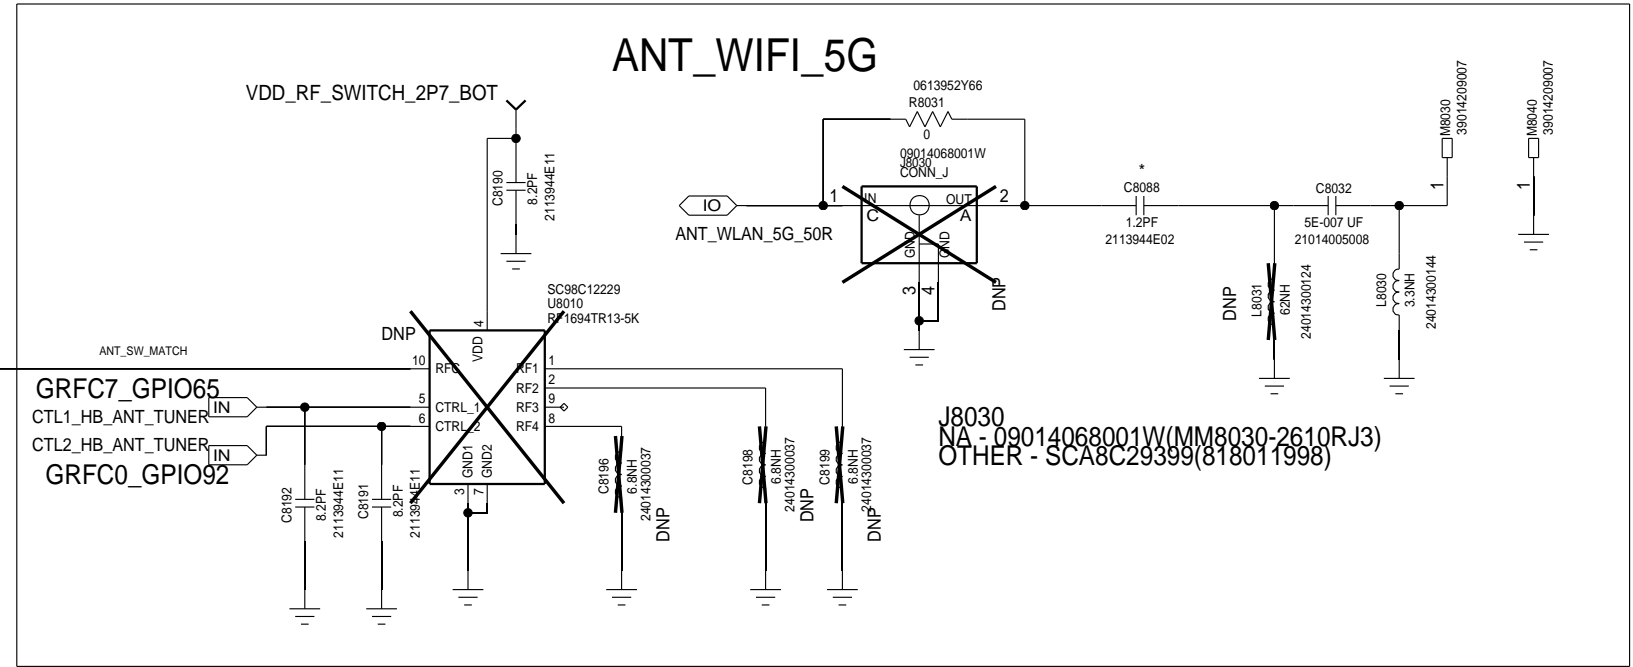 ANT_WIFI_5G
VDD_RF_SWITCH_2P7_BOT
C8190
8.2PF
2113944E11
0613952Y66
R8031
0
09014068001W
J8030
CONN_J
IO
ANT_WLAN_5G_50R
1
IN
C
OUT
A
2
GND
GND
3
4
DNP
*
C8088
1.2PF
2113944E02
C8032
5E-007 UF
21014005008
M8030
39014209007
1
M8040
39014209007
1
DNP
L8031
62NH
24014300124
L8030
3.3NH
24014300144
SC98C12229
U8010
RF1694TR13-5K
DNP
4
VDD
ANT_SW_MATCH
10
RFC
RF1
1
RF2
2
RF3
9
RF4
8
GRFC7_GPIO65
CTL1_HB_ANT_TUNER
IN
5
CTRL_1
CTL2_HB_ANT_TUNER
IN
6
CTRL_2
GRFC0_GPIO92
GND1
GND2
3
7
C8192
8.2PF
2113944E11
C8191
8.2PF
2113944E11
C8196
6.8NH
24014300037
DNP
C8198
6.8NH
24014300037
DNP
C8199
6.8NH
24014300037
DNP
J8030
NA - 09014068001W(MM8030-2610RJ3)
OTHER - SCA8C29399(818011998)